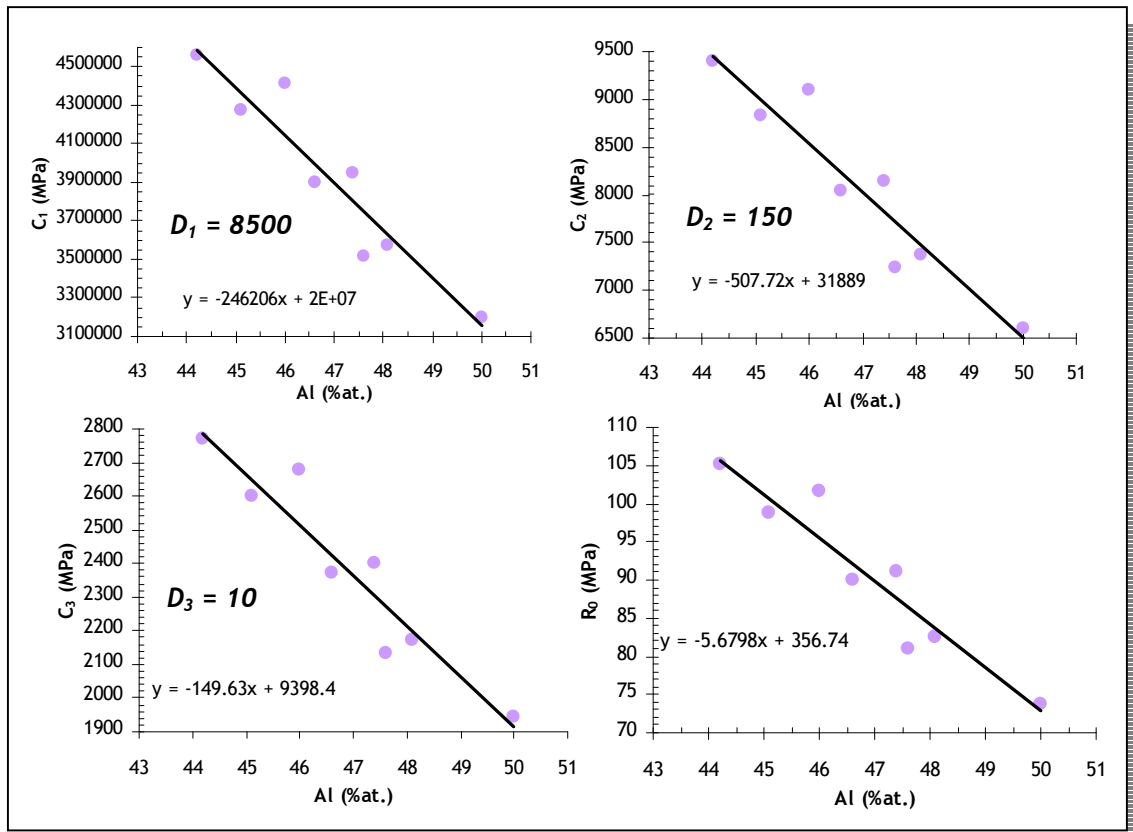 4500000
4300000
4100000
3900000
3700000
3500000
3300000
3100000
C1 (MPa)
D1 = 8500
y = -246206x + 2E+07
43 44 45 46 47 48 49 50 51
Al (%at.)
9500
9000
8500
8000
7500
7000
6500
C2 (MPa)
D2 = 150
y = -507.72x + 31889
43 44 45 46 47 48 49 50 51
Al (%at.)
2800
2700
2600
2500
2400
2300
2200
2100
2000
1900
C3 (MPa)
D3 = 10
y = -149.63x + 9398.4
43 44 45 46 47 48 49 50 51
Al (%at.)
110
105
100
95
90
85
80
75
70
R0 (MPa)
y = -5.6798x + 356.74
43 44 45 46 47 48 49 50 51
Al (%at.)